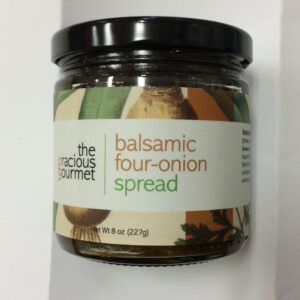 the
gracious
gourmet
balsamic
four-onion
spread
Net Wt 8 oz (227g)